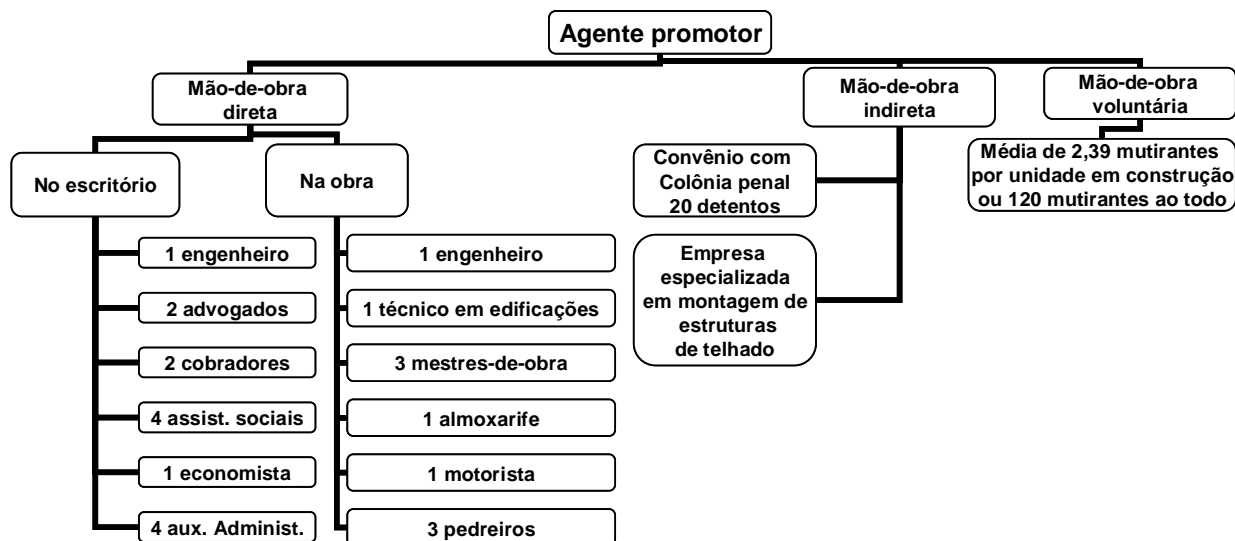 Agente promotor
Mão-de-obra
direta
Mão-de-obra
indireta
Mão-de-obra
voluntária
No escritório
Na obra
Convênio com
Colônia penal
20 detentos
Média de 2,39 mutirantes
por unidade em construção
ou 120 mutirantes ao todo
Empresa
especializada
em montagem de
estruturas
de telhado
1 engenheiro
2 advogados
2 cobradores
4 assist. sociais
1 economista
4 aux. Administ.
1 engenheiro
1 técnico em edificações
3 mestres-de-obra
1 almoxarife
1 motorista
3 pedreiros